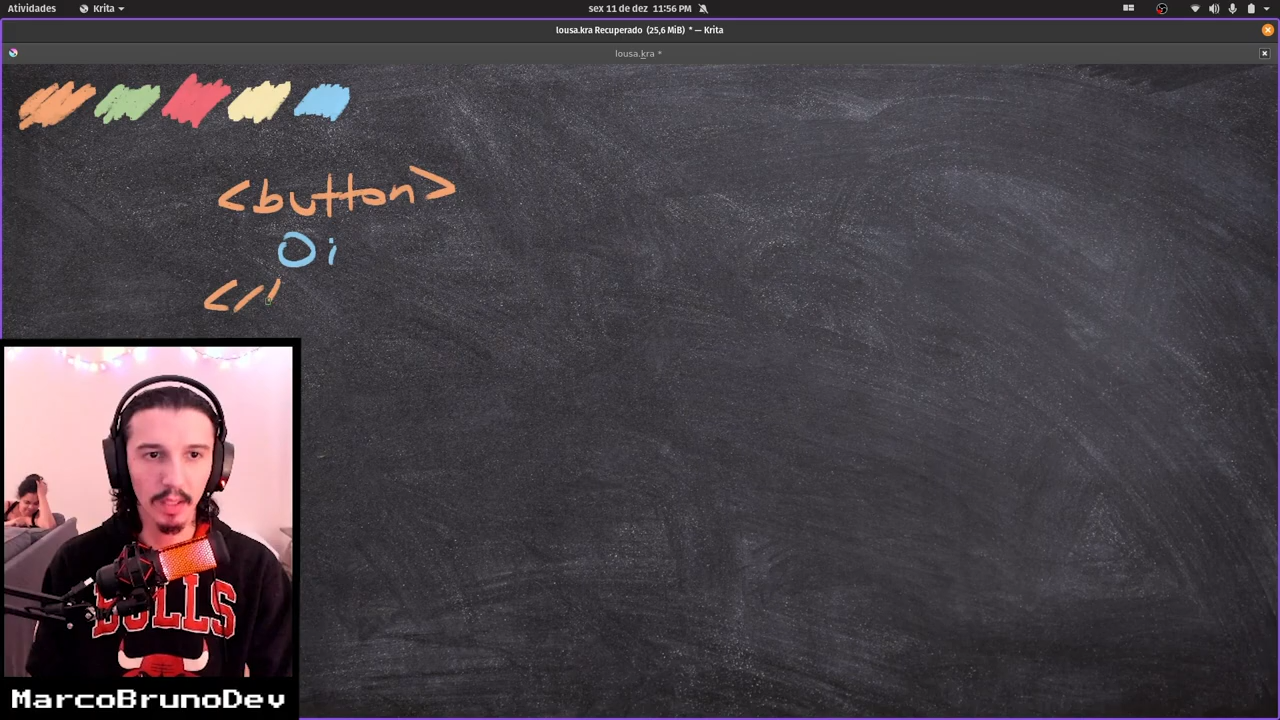 Atividades Krita sex 11 de dez 11:56 PM
lousa.kra Recuperado (25,6 MiB) * — Krita
lousa.kra *
<button>
Oi
</
BULLS
MarcoBrunoDev